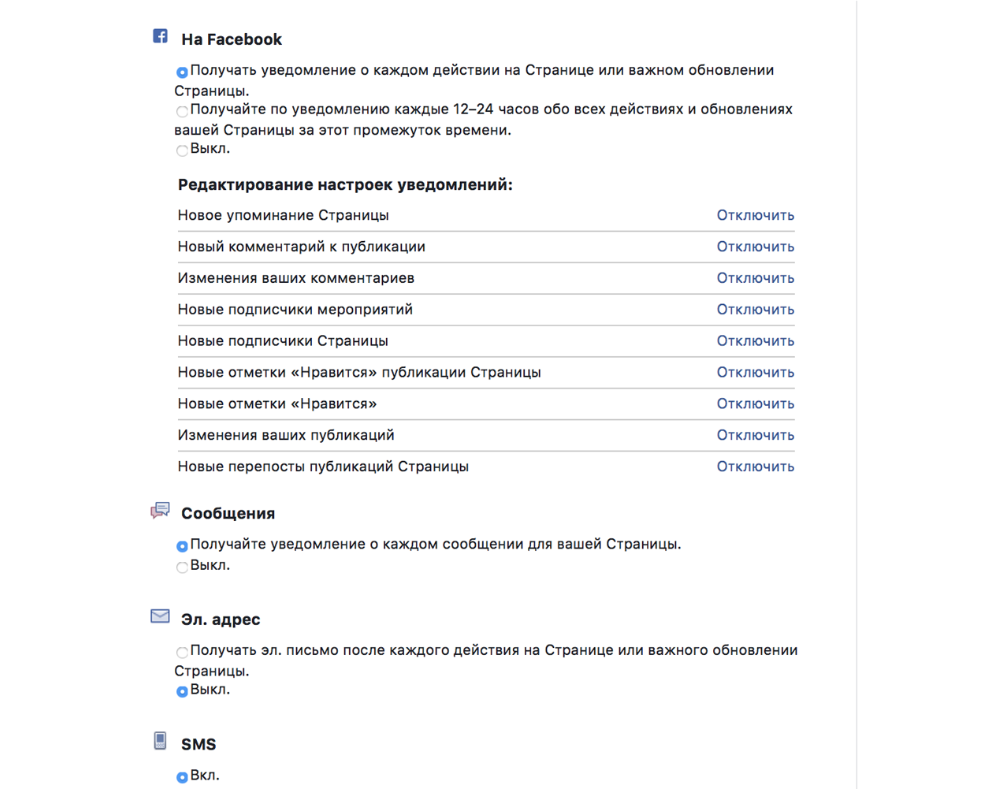 На Facebook
Получать уведомление о каждом действии на Странице или важном обновлении
Страницы.
Получайте по уведомлению каждые 12–24 часов обо всех действиях и обновлениях
вашей Страницы за этот промежуток времени.
Выкл.
Редактирование настроек уведомлений:
Новое упоминание Страницы Отключить
Новый комментарий к публикации Отключить
Изменения ваших комментариев Отключить
Новые подписчики мероприятий Отключить
Новые подписчики Страницы Отключить
Новые отметки «Нравится» публикации Страницы Отключить
Новые отметки «Нравится» Отключить
Изменения ваших публикаций Отключить
Новые перепосты публикаций Страницы Отключить
Сообщения
Получайте уведомление о каждом сообщении для вашей Страницы.
Выкл.
Эл. адрес
Получать эл. письмо после каждого действия на Странице или важного обновлении
Страницы.
Выкл.
SMS
Вкл.